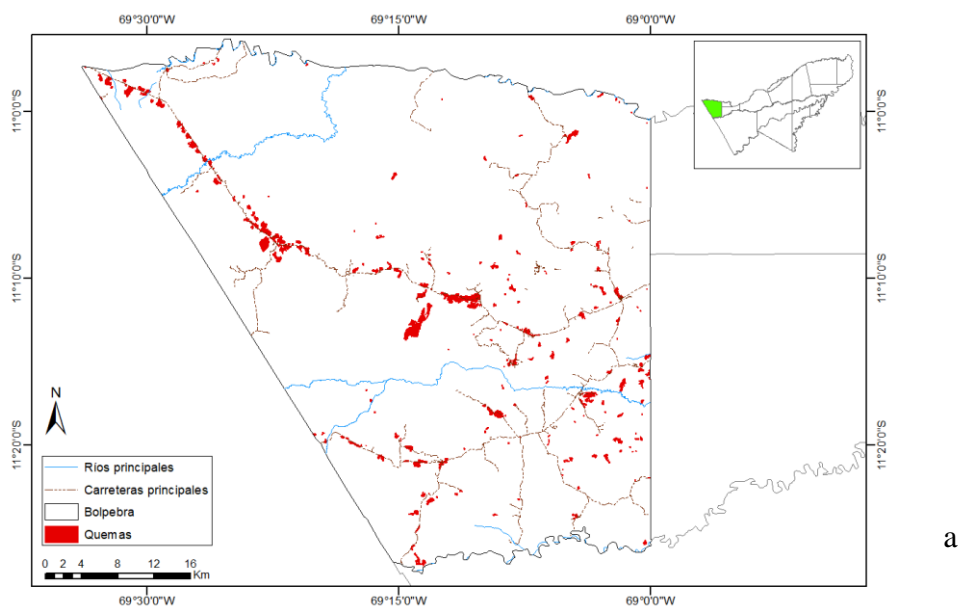 69°30'0"W 69°15'0"W 69°0'0"W
11°0'0"S 11°0'0"S
11°10'0"S 11°10'0"S
11°20'0"S 11°20'0"S
N
Ríos principales
Carreteras principales
Bolpebra
Quemas
0 2 4 8 12 16
Km
a
69°30'0"W 69°15'0"W 69°0'0"W